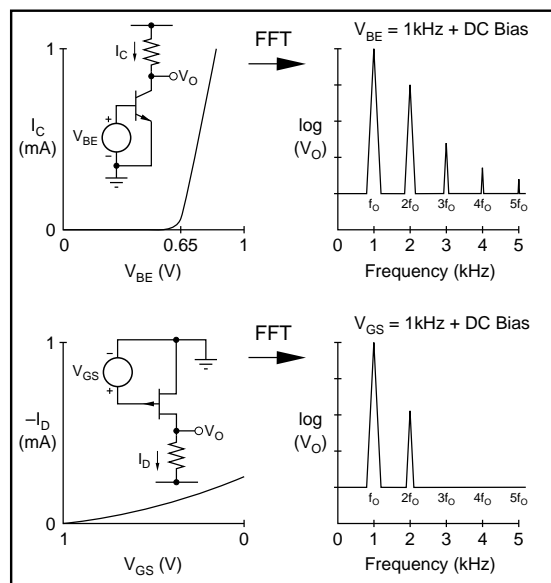 V_BE = 1kHz + DC Bias
FFT
1
I_C
V_O
I_C
(mA)
V_BE
+
−
0
0
0.65
1
V_BE (V)
log
(V_O)
f_O 2f_O 3f_O 4f_O 5f_O
0 1 2 3 4 5
Frequency (kHz)
V_GS = 1kHz + DC Bias
FFT
1
−
V_GS
+
−I_D
(mA)
V_O
I_D
0
1
0
V_GS (V)
log
(V_O)
f_O 2f_O 3f_O 4f_O 5f_O
0 1 2 3 4 5
Frequency (kHz)